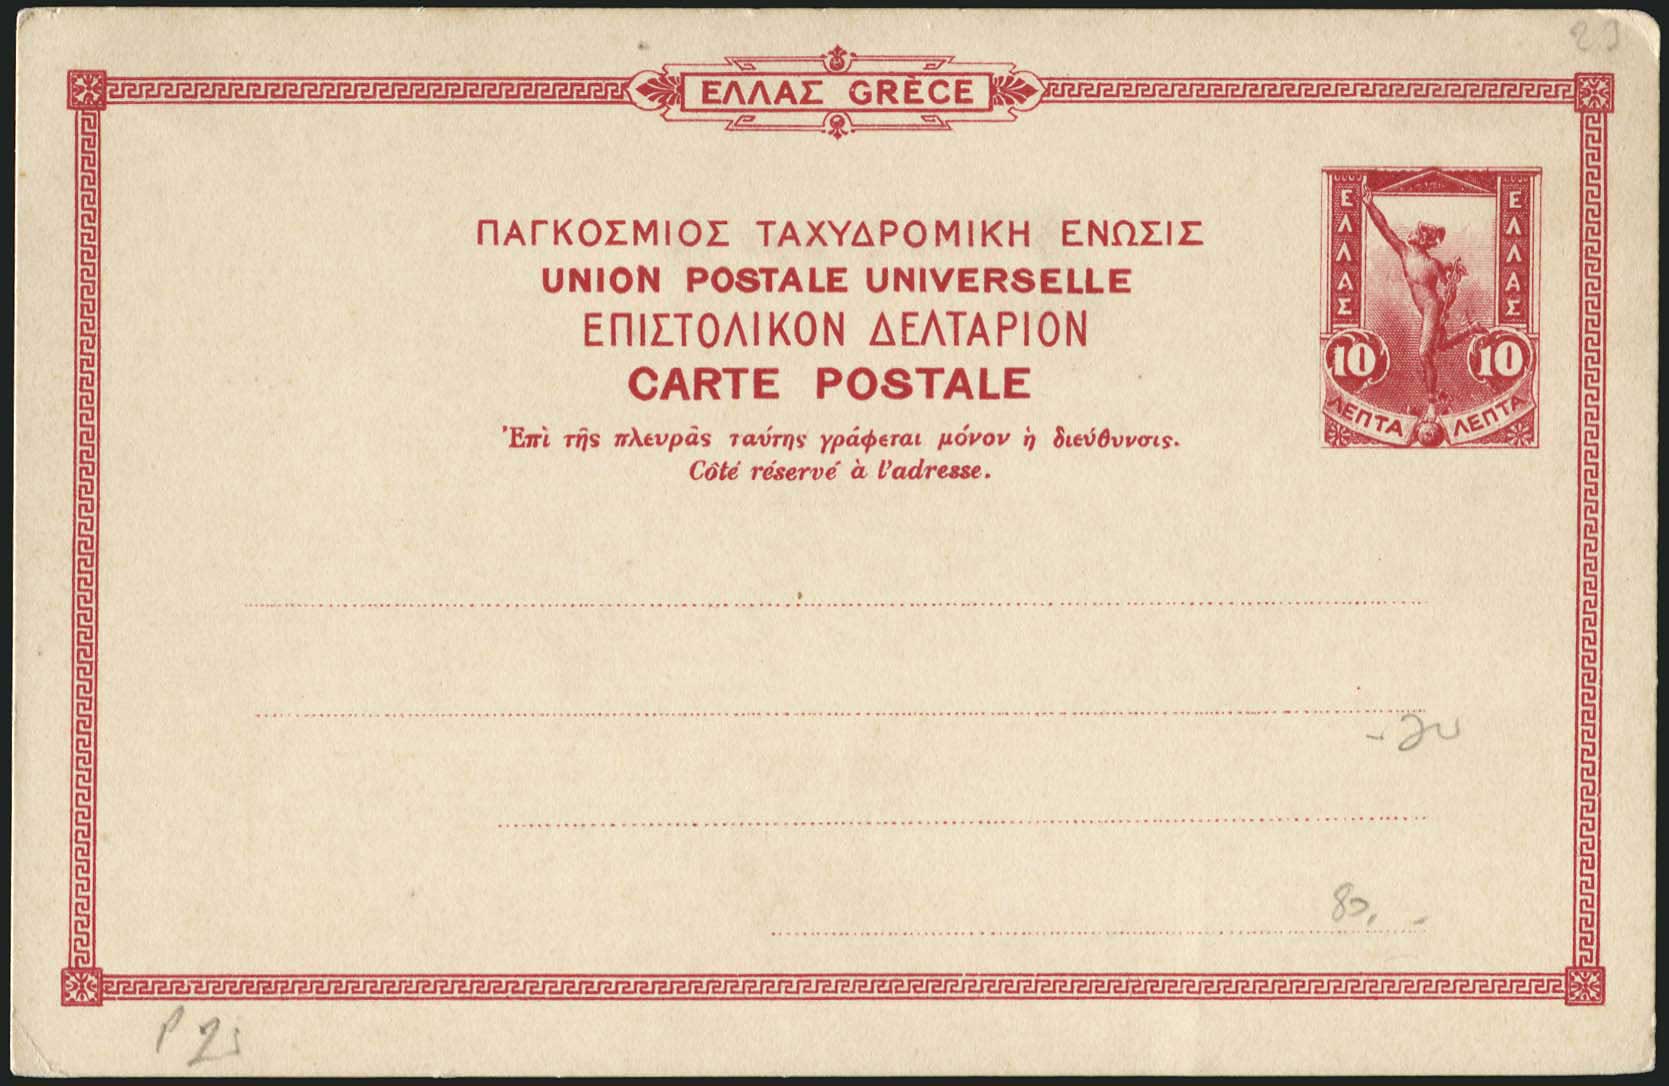 ΕΛΛΑΣ GRÈCE
ΠΑΓΚΟΣΜΙΟΣ ΤΑΧΥΔΡΟΜΙΚΗ ΕΝΩΣΙΣ
UNION POSTALE UNIVERSELLE
ΕΠΙΣΤΟΛΙΚΟΝ ΔΕΛΤΑΡΙΟΝ
CARTE POSTALE
Ἐπὶ τῆς πλευρᾶς ταύτης γράφεται μόνον ἡ διεύθυνσις.
Côté réservé à l'adresse.
ΕΛΛΑΣ ΕΛΛΑΣ
10 10
ΛΕΠΤΑ ΛΕΠΤΑ
80.-